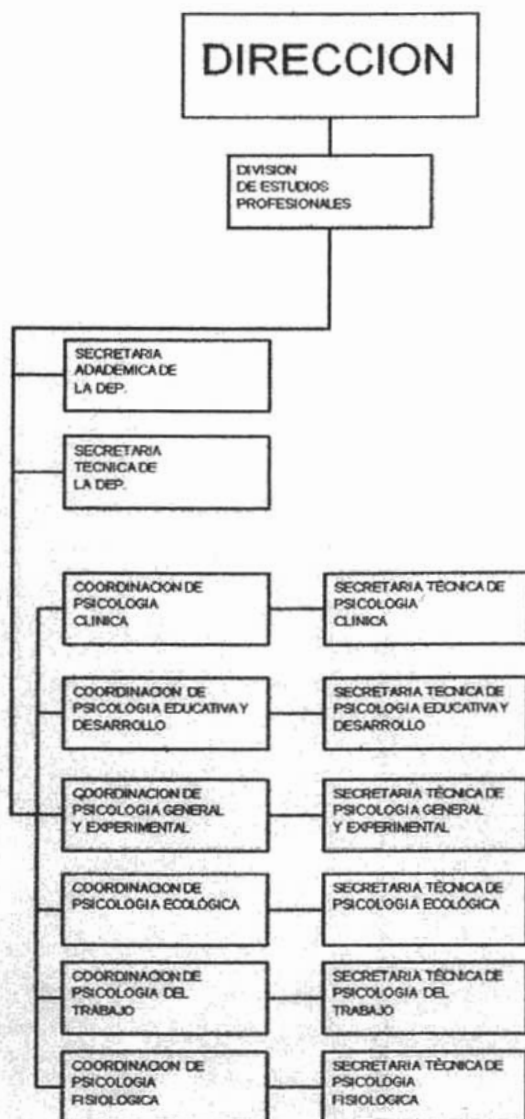 DIRECCION
DIVISION
DE ESTUDIOS
PROFESIONALES
SECRETARIA
ADADEMICA DE
LA DEP.
SECRETARIA
TECNICA DE
LA DEP.
COORDINACION DE
PSICOLOGIA
CLINICA
SECRETARIA TÉCNICA DE
PSICOLOGIA
CLINICA
COORDINACION DE
PSICOLOGIA EDUCATIVA Y
DESARROLLO
SECRETARIA TÉCNICA DE
PSICOLOGIA EDUCATIVA Y
DESARROLLO
COORDINACION DE
PSICOLOGIA GENERAL
Y EXPERIMENTAL
SECRETARIA TÉCNICA DE
PSICOLOGIA GENERAL
Y EXPERIMENTAL
COORDINACION DE
PSICOLOGIA ECOLÓGICA
SECRETARIA TÉCNICA DE
PSICOLOGIA ECOLÓGICA
COORDINACION DE
PSICOLOGIA DEL
TRABAJO
SECRETARIA TÉCNICA DE
PSICOLOGIA DEL
TRABAJO
COORDINACION DE
PSICOLOGIA
FISIOLOGICA
SECRETARIA TÉCNICA DE
PSICOLOGIA
FISIOLOGICA